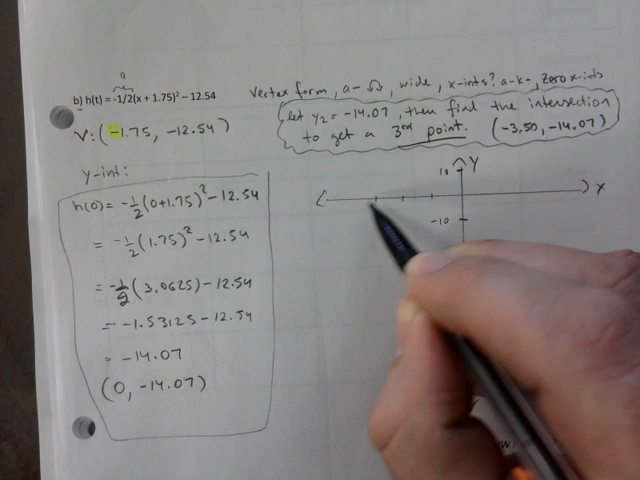 a
b) h(t) = -1/2(x + 1.75)² – 12.54
Vertex form, a-, wide, x-ints? a-k-, Zero x-ints
let y₂ = -14.07, then find the intersection
to get a 3rd point. (-3.50, -14.07)
V: (-1.75, -12.54)
y-int:
h(0) = -1/2(0+1.75)² - 12.54
= -1/2(1.75)² - 12.54
= -1/2(3.0625) - 12.54
= -1.53125 - 12.54
= -14.07
(0, -14.07)
10
Y
X
-10